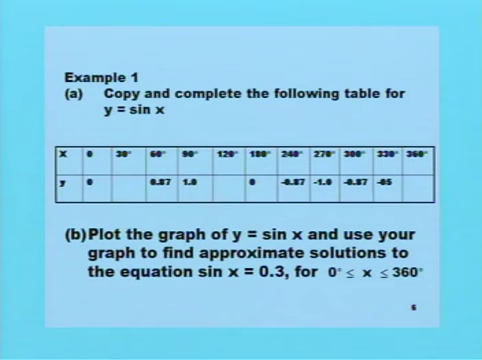 Example 1
(a) Copy and complete the following table for
y = sin x
X 0 30° 60° 90° 120° 180° 240° 270° 300° 330° 360°
y 0 0.87 1.0 0 -0.87 -1.0 -0.87 -05
(b) Plot the graph of y = sin x and use your
graph to find approximate solutions to
the equation sin x = 0.3, for 0° ≤ x ≤ 360°
6